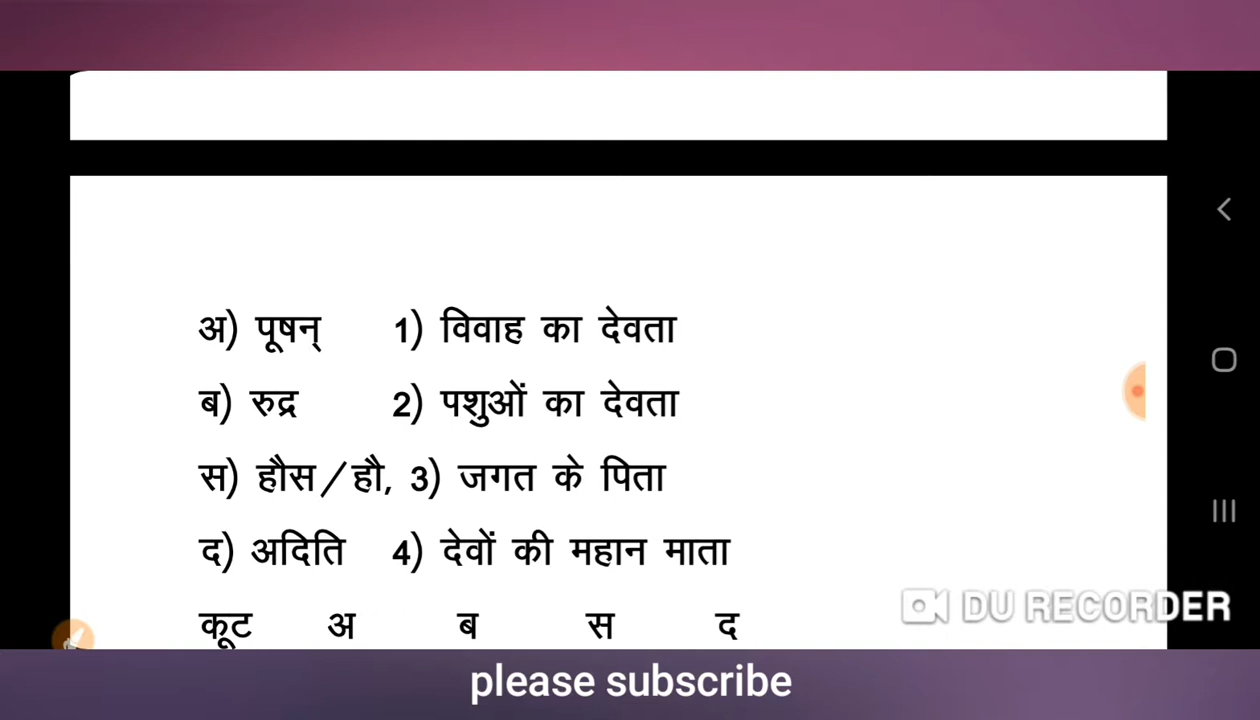 अ) पूषन् 1) विवाह का देवता
ब) रुद्र 2) पशुओं का देवता
स) हौस/हौ, 3) जगत के पिता
द) अदिति 4) देवों की महान माता
कूट अ ब स द
DU RECORDER
please subscribe